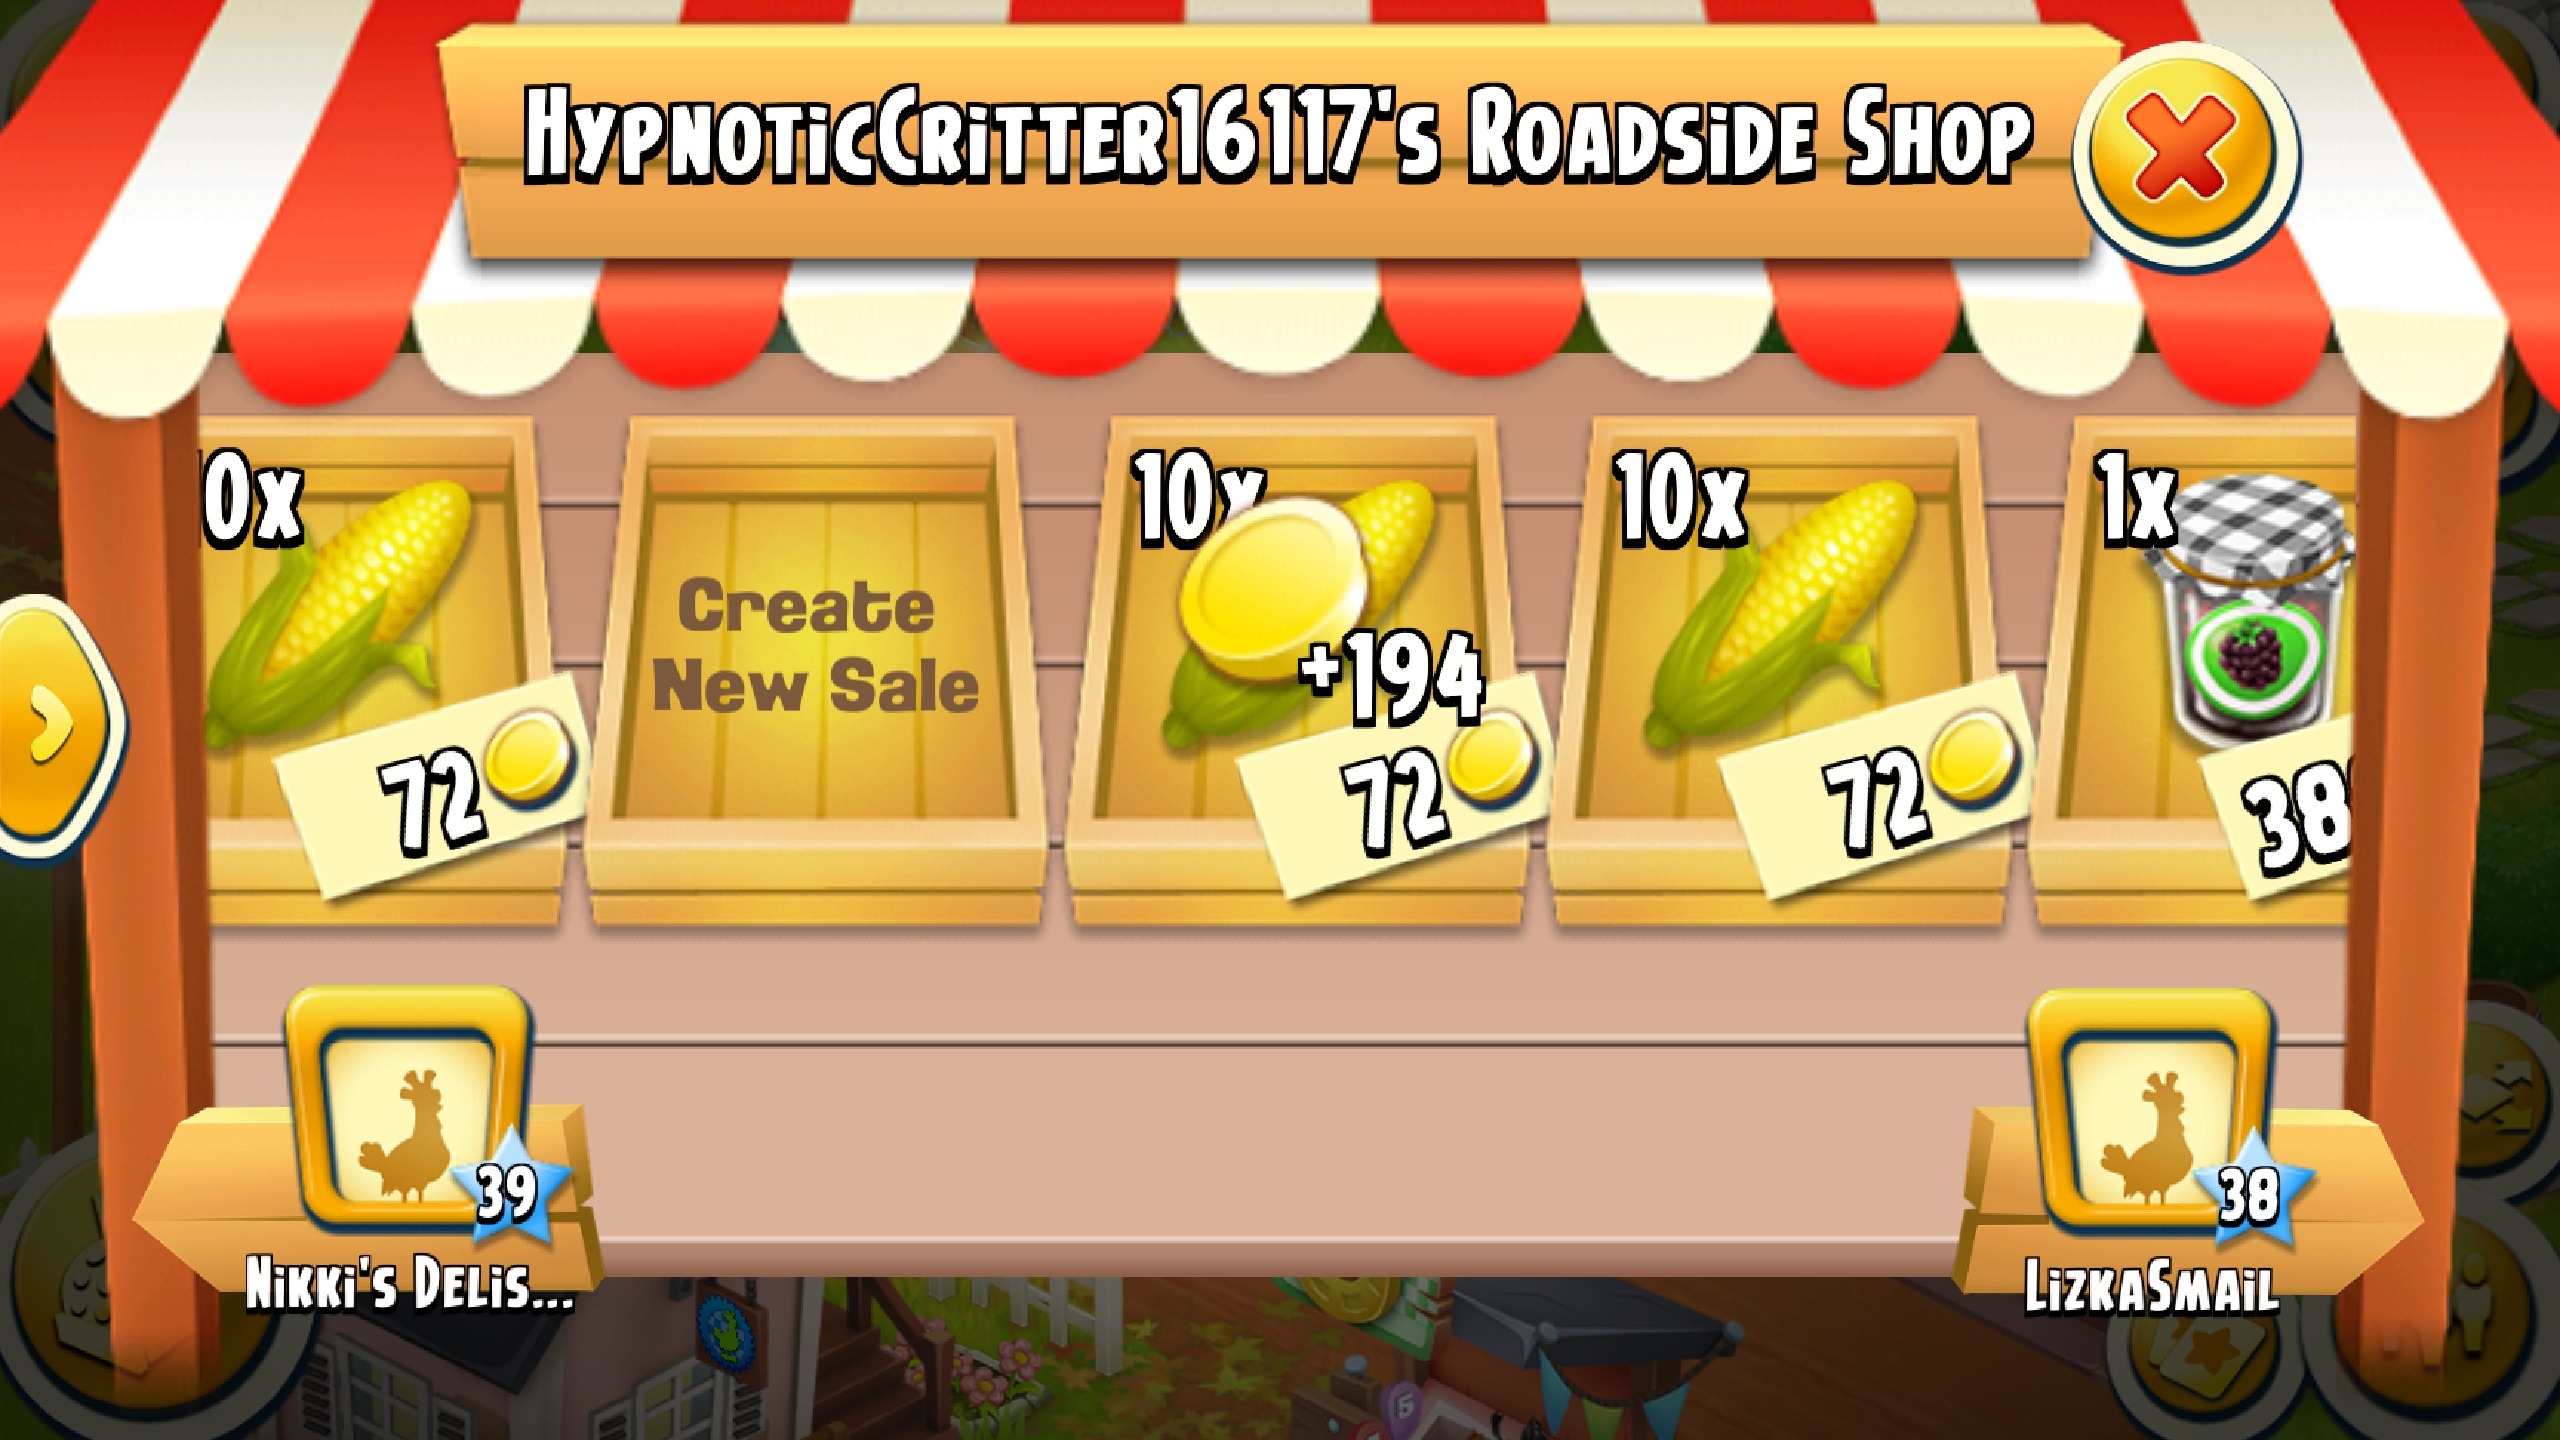 HypnoticCritter16117's Roadside Shop
0x
72
Create
New Sale
10x
+194
72
10x
72
1x
38
39
Nikki's Delis...
38
LizkaSmail